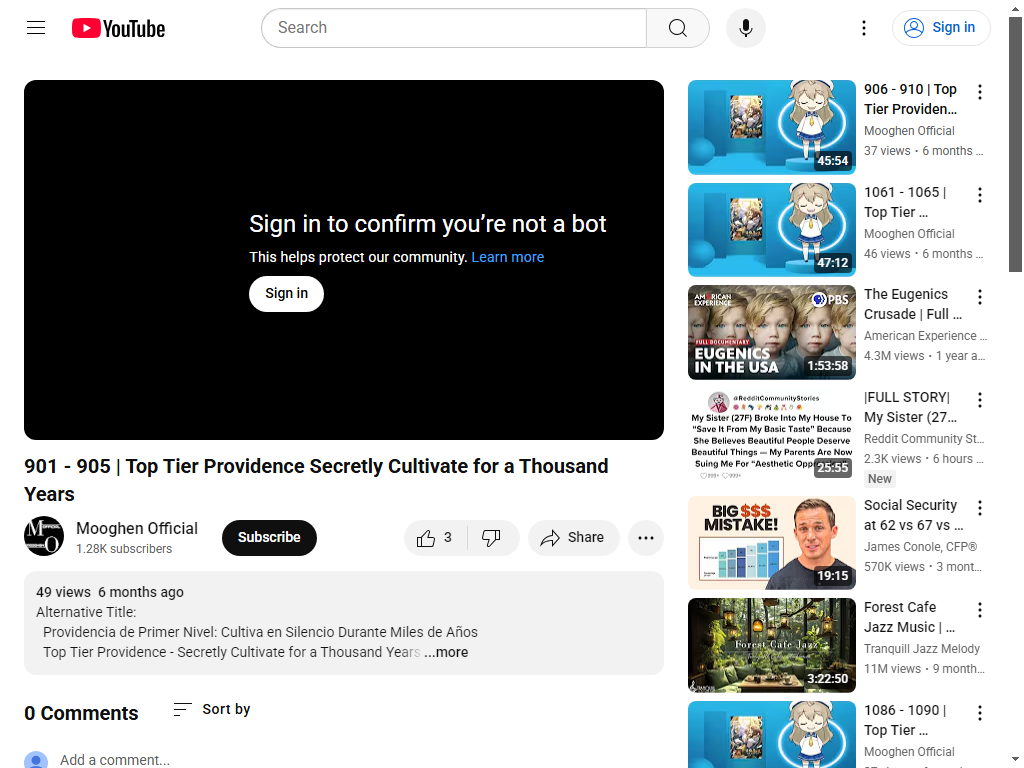 YouTube
Search
Sign in
Sign in to confirm you’re not a bot
This helps protect our community. Learn more
Sign in
901 - 905 | Top Tier Providence Secretly Cultivate for a Thousand
Years
Mooghen Official
1.28K subscribers
Subscribe
3
Share
49 views 6 months ago
Alternative Title:
Providencia de Primer Nivel: Cultiva en Silencio Durante Miles de Años
Top Tier Providence - Secretly Cultivate for a Thousand Years ...more
0 Comments
Sort by
Add a comment...
45:54
906 - 910 | Top
Tier Providen...
Mooghen Official
37 views • 6 months ...
47:12
1061 - 1065 |
Top Tier ...
Mooghen Official
46 views • 6 months ...
AMERICAN
EXPERIENCE
PBS
FULL DOCUMENTARY
EUGENICS
IN THE USA
1:53:58
The Eugenics
Crusade | Full ...
American Experience ...
4.3M views • 1 year a...
@RedditCommunityStories
My Sister (27F) Broke Into My House To
“Save It From My Basic Taste” Because
She Believes Beautiful People Deserve
Beautiful Things — My Parents Are Now
Suing Me For “Aesthetic
25:55
|FULL STORY|
My Sister (27...
Reddit Community St...
2.3K views • 6 hours ...
New
BIG $$$
MISTAKE!
19:15
Social Security
at 62 vs 67 vs ...
James Conole, CFP®
570K views • 3 mont...
Forest Cafe Jazz
3:22:50
Forest Cafe
Jazz Music | ...
Tranquill Jazz Melody
11M views • 9 month...
1086 - 1090 |
Top Tier ...
Mooghen Official